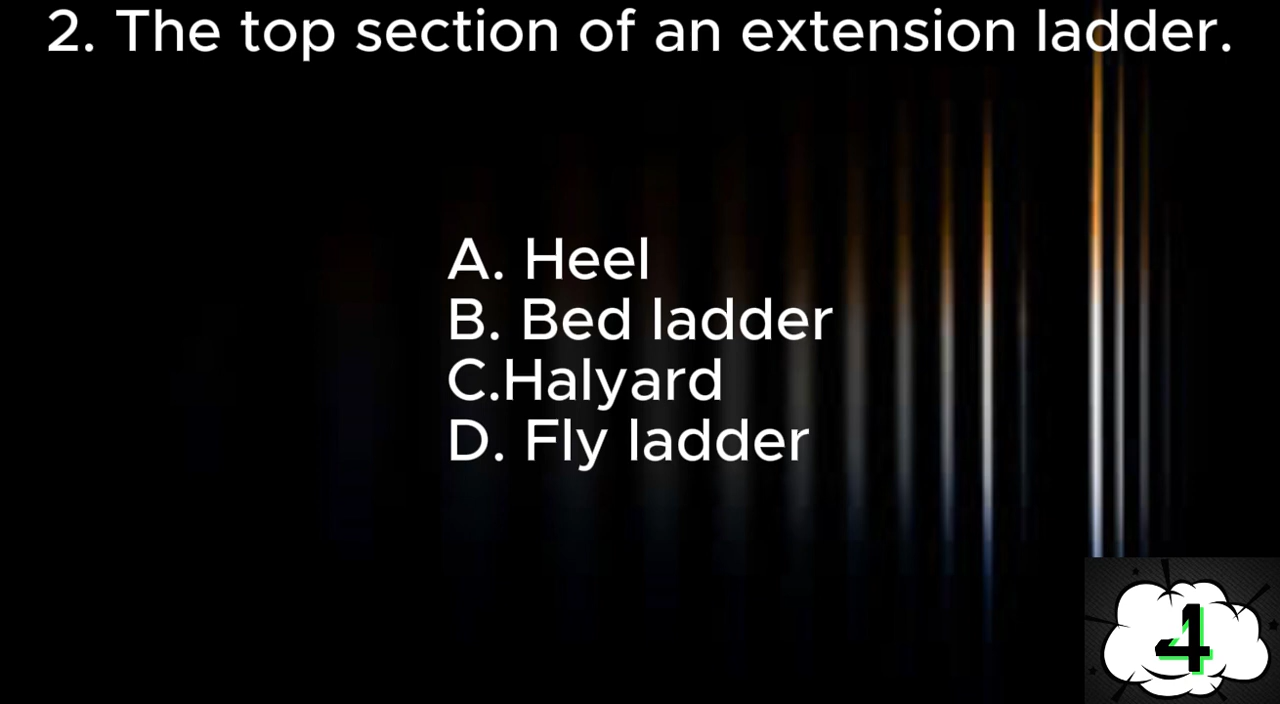 2. The top section of an extension ladder.
A. Heel
B. Bed ladder
C.Halyard
D. Fly ladder
4